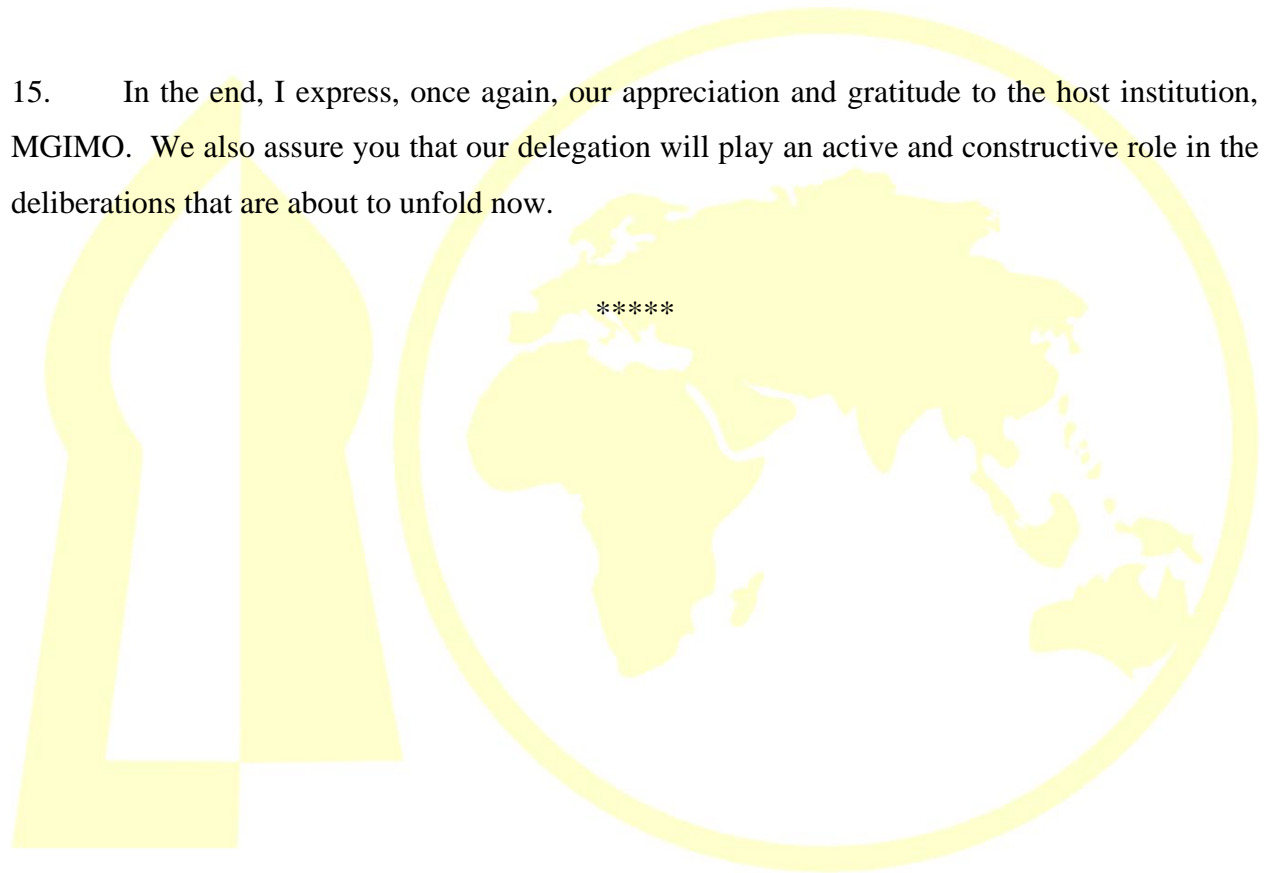 15. In the end, I express, once again, our appreciation and gratitude to the host institution,
MGIMO. We also assure you that our delegation will play an active and constructive role in the
deliberations that are about to unfold now.
*****